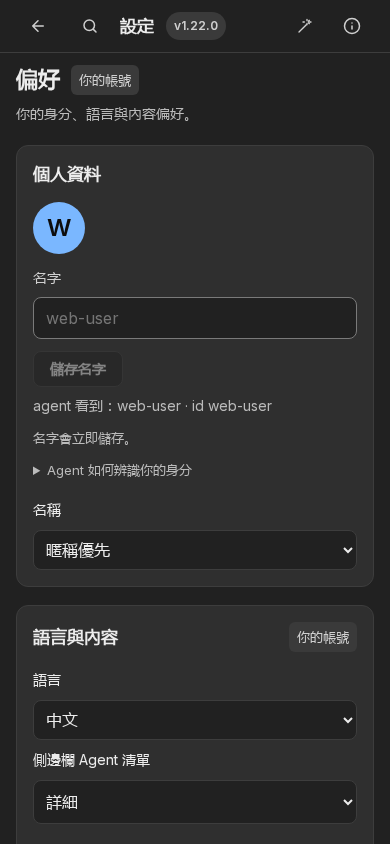 設定 v1.22.0
偏好 你的帳號
你的身分、語言與內容偏好。
個人資料
W
名字
web-user
儲存名字
agent 看到：web-user · id web-user
名字會立即儲存。
Agent 如何辨識你的身分
名稱
暱稱優先
語言與內容 你的帳號
語言
中文
側邊欄 Agent 清單
詳細